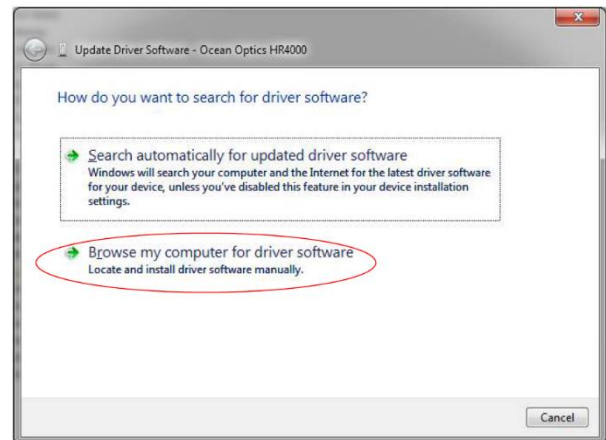 Update Driver Software - Ocean Optics HR4000
How do you want to search for driver software?
Search automatically for updated driver software
Windows will search your computer and the Internet for the latest driver software
for your device, unless you've disabled this feature in your device installation
settings.
Browse my computer for driver software
Locate and install driver software manually.
Cancel